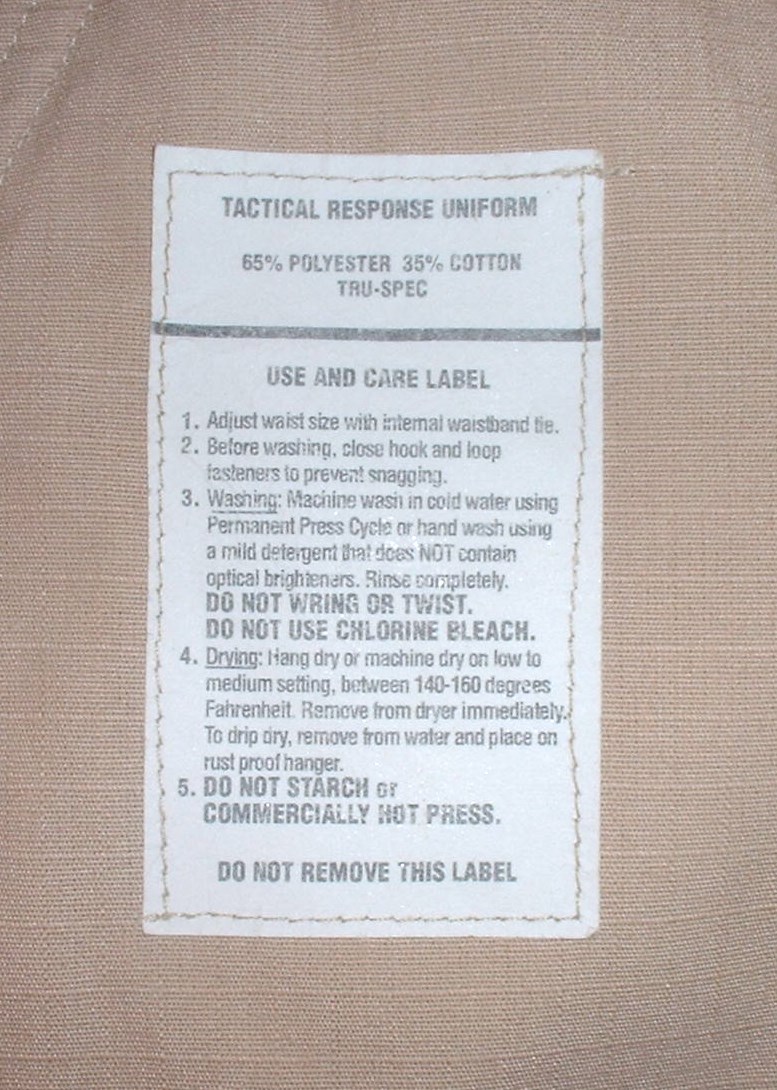 TACTICAL RESPONSE UNIFORM
65% POLYESTER 35% COTTON
TRU-SPEC
USE AND CARE LABEL
1. Adjust waist size with internal waistband tie.
2. Before washing, close hook and loop
fasteners to prevent snagging.
3. Washing: Machine wash in cold water using
Permanent Press Cycle or hand wash using
a mild detergent that does NOT contain
optical brighteners. Rinse completely.
DO NOT WRING OR TWIST.
DO NOT USE CHLORINE BLEACH.
4. Drying: Hang dry or machine dry on low to
medium setting, between 140-160 degrees
Fahrenheit. Remove from dryer immediately.
To drip dry, remove from water and place on
rust proof hanger.
5. DO NOT STARCH or
COMMERCIALLY HOT PRESS.
DO NOT REMOVE THIS LABEL